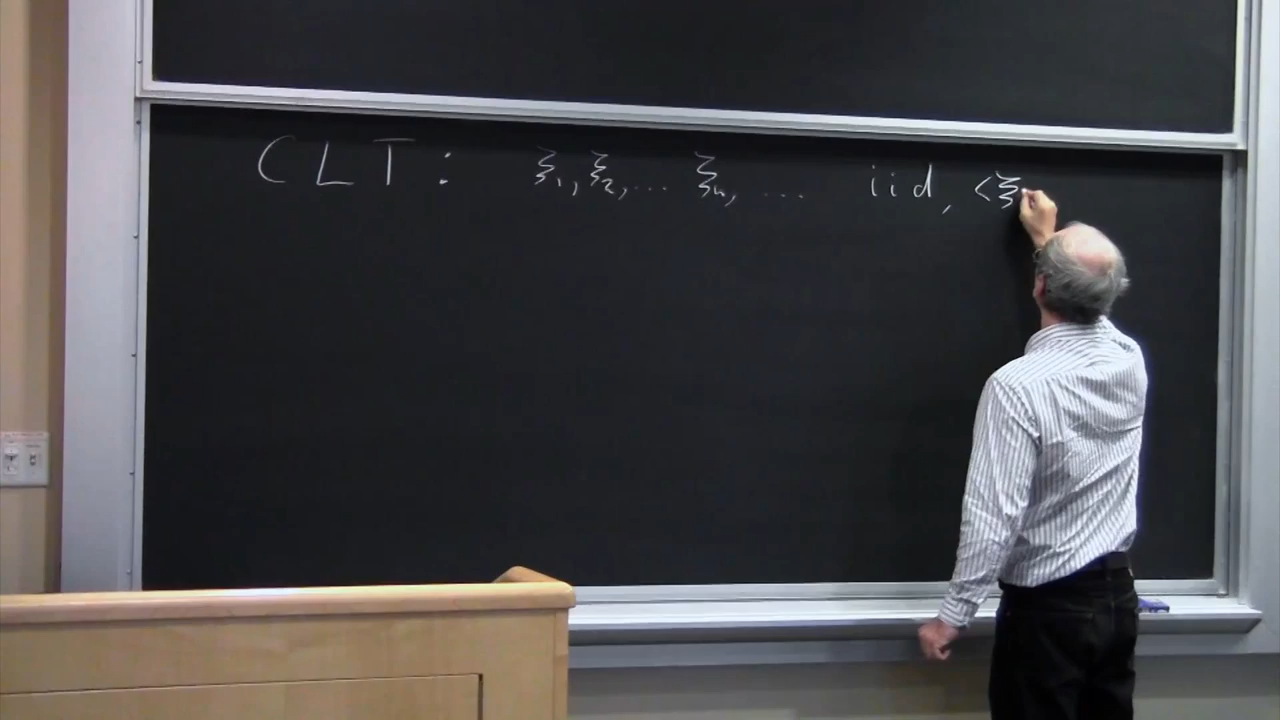 CLT: ξ₁, ξ₂, ... ξₙ, ... iid, <ξ